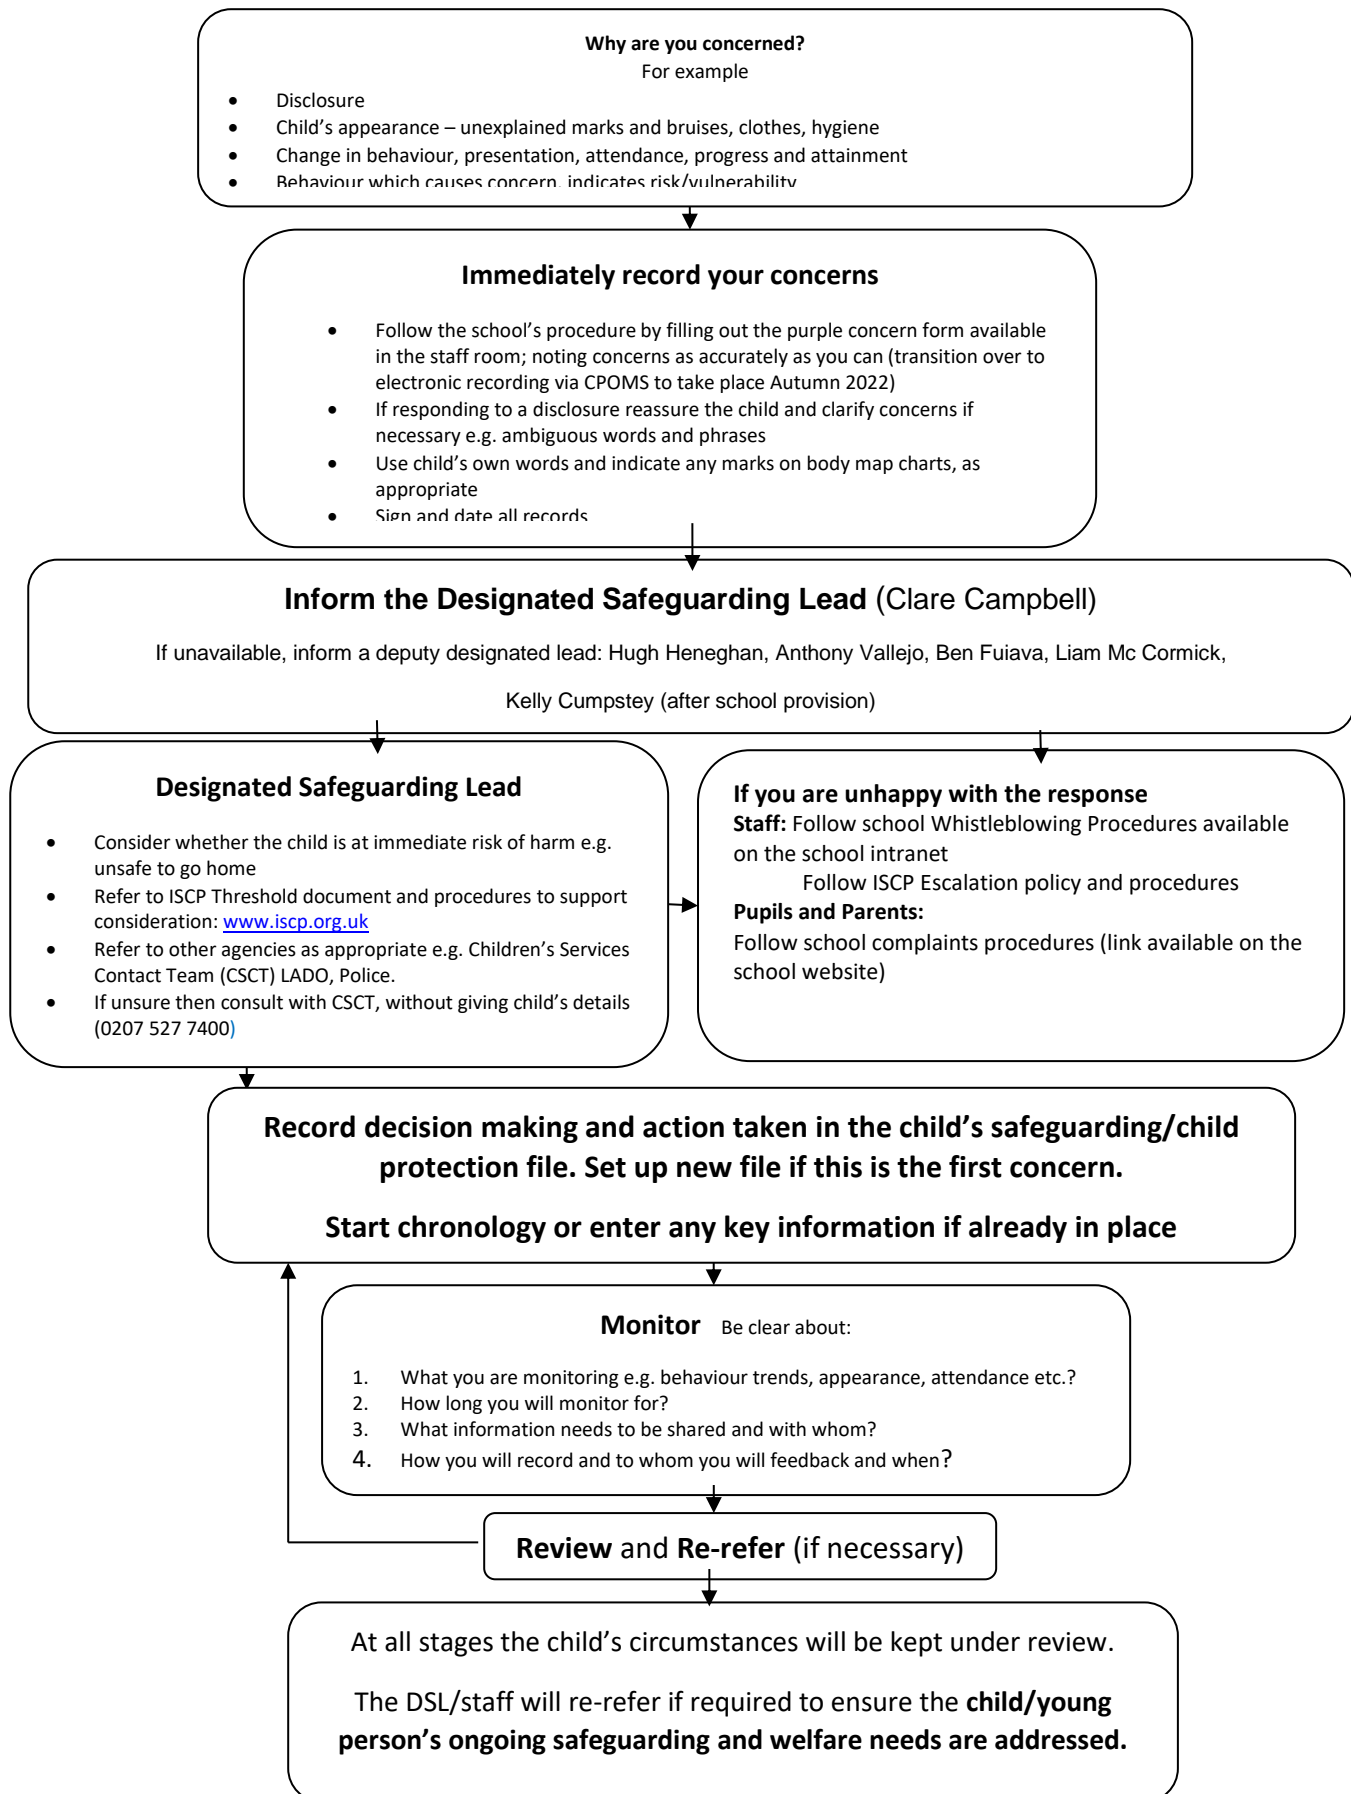 Why are you concerned?
For example
• Disclosure
• Child’s appearance – unexplained marks and bruises, clothes, hygiene
• Change in behaviour, presentation, attendance, progress and attainment
• Behaviour which causes concern, indicates risk/vulnerability
Immediately record your concerns
• Follow the school’s procedure by filling out the purple concern form available
in the staff room; noting concerns as accurately as you can (transition over to
electronic recording via CPOMS to take place Autumn 2022)
• If responding to a disclosure reassure the child and clarify concerns if
necessary e.g. ambiguous words and phrases
• Use child’s own words and indicate any marks on body map charts, as
appropriate
• Sign and date all records
Inform the Designated Safeguarding Lead (Clare Campbell)
If unavailable, inform a deputy designated lead: Hugh Heneghan, Anthony Vallejo, Ben Fuiava, Liam Mc Cormick,
Kelly Cumpstey (after school provision)
Designated Safeguarding Lead
• Consider whether the child is at immediate risk of harm e.g.
unsafe to go home
• Refer to ISCP Threshold document and procedures to support
consideration: www.iscp.org.uk
• Refer to other agencies as appropriate e.g. Children’s Services
Contact Team (CSCT) LADO, Police.
• If unsure then consult with CSCT, without giving child’s details
(0207 527 7400)
If you are unhappy with the response
Staff: Follow school Whistleblowing Procedures available
on the school intranet
Follow ISCP Escalation policy and procedures
Pupils and Parents:
Follow school complaints procedures (link available on the
school website)
Record decision making and action taken in the child’s safeguarding/child
protection file. Set up new file if this is the first concern.
Start chronology or enter any key information if already in place
Monitor Be clear about:
1. What you are monitoring e.g. behaviour trends, appearance, attendance etc.?
2. How long you will monitor for?
3. What information needs to be shared and with whom?
4. How you will record and to whom you will feedback and when?
Review and Re-refer (if necessary)
At all stages the child’s circumstances will be kept under review.
The DSL/staff will re-refer if required to ensure the child/young
person’s ongoing safeguarding and welfare needs are addressed.